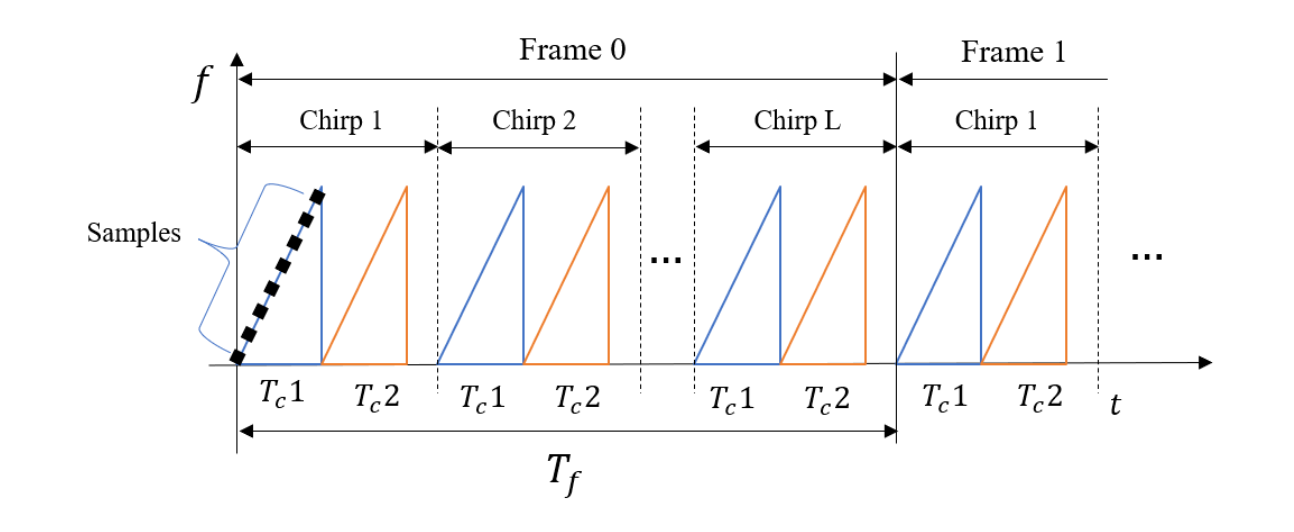 Frame 0
Frame 1
f
Chirp 1
Chirp 2
Chirp L
Chirp 1
Samples
...
...
T_c1
T_c2
T_c1
T_c2
T_c1
T_c2
T_c1
T_c2
t
T_f